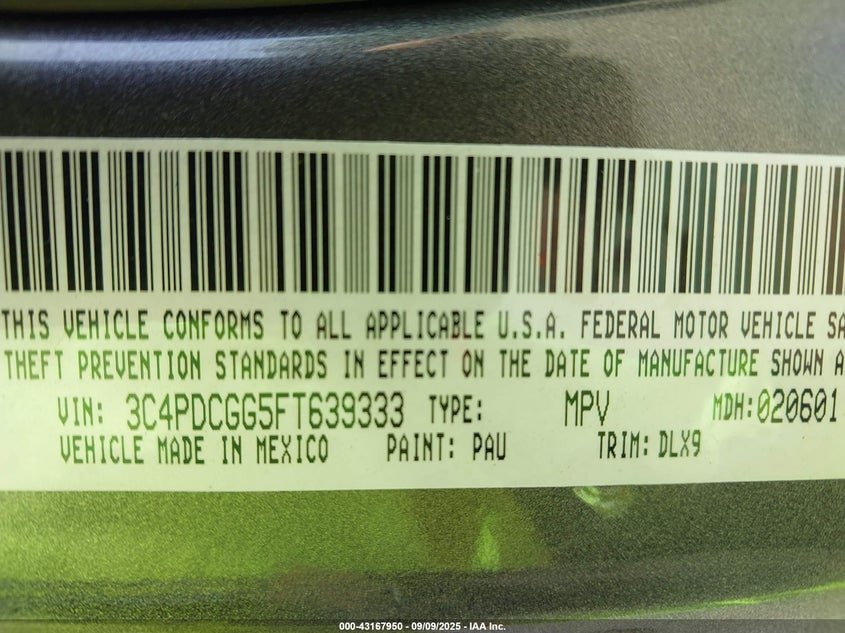 THIS VEHICLE CONFORMS TO ALL APPLICABLE U.S.A. FEDERAL MOTOR VEHICLE SA
THEFT PREVENTION STANDARDS IN EFFECT ON THE DATE OF MANUFACTURE SHOWN A
VIN: 3C4PDCGG5FT639333 TYPE: MPV MDH:020601
VEHICLE MADE IN MEXICO PAINT: PAU TRIM: DLX9
000-43167950 - 09/09/2025 - IAA Inc.